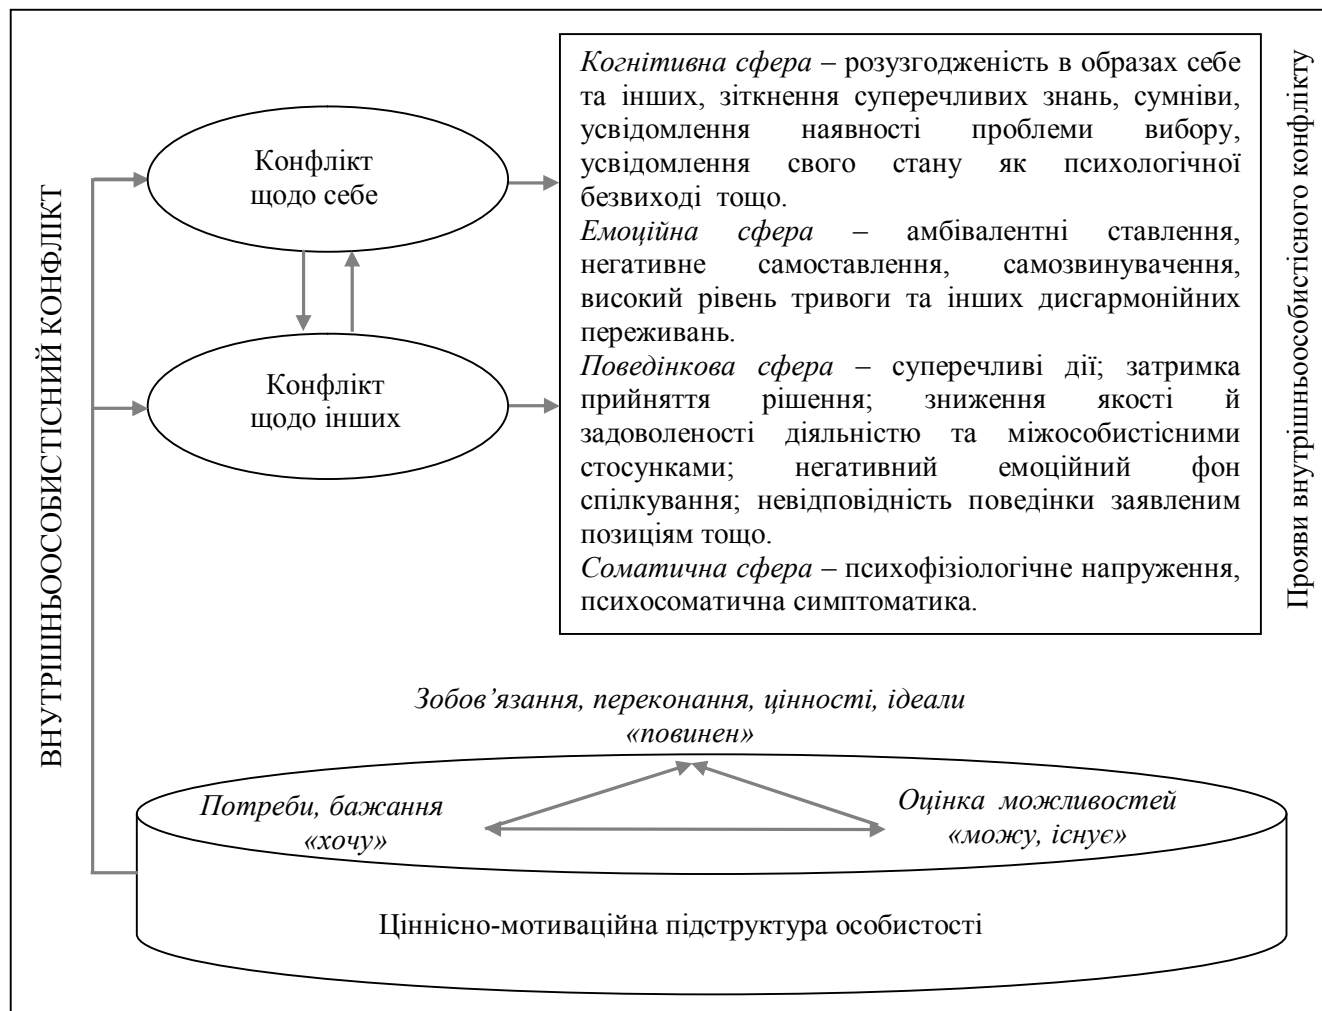 ВНУТРІШНЬООСОБИСТІСНИЙ КОНФЛІКТ
Конфлікт
щодо себе
Конфлікт
щодо інших
Когнітивна сфера – розузгодженість в образах себе
та інших, зіткнення суперечливих знань, сумніви,
усвідомлення наявності проблеми вибору,
усвідомлення свого стану як психологічної
безвиході тощо.
Емоційна сфера – амбівалентні ставлення,
негативне самоставлення, самозвинувачення,
високий рівень тривоги та інших дисгармонійних
переживань.
Поведінкова сфера – суперечливі дії; затримка
прийняття рішення; зниження якості й
задоволеності діяльністю та міжособистісними
стосунками; негативний емоційний фон
спілкування; невідповідність поведінки заявленим
позиціям тощо.
Соматична сфера – психофізіологічне напруження,
психосоматична симптоматика.
Прояви внутрішньоособистісного конфлікту
Зобов’язання, переконання, цінності, ідеали
«повинен»
Потреби, бажання
«хочу»
Оцінка можливостей
«можу, існує»
Ціннісно-мотиваційна підструктура особистості